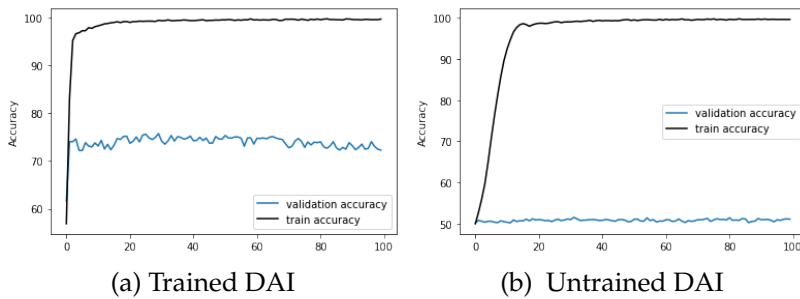 100
90
80
70
60
Accuracy
0 20 40 60 80 100
validation accuracy
train accuracy
(a) Trained DAI
100
90
80
70
60
50
Accuracy
0 20 40 60 80 100
validation accuracy
train accuracy
(b) Untrained DAI